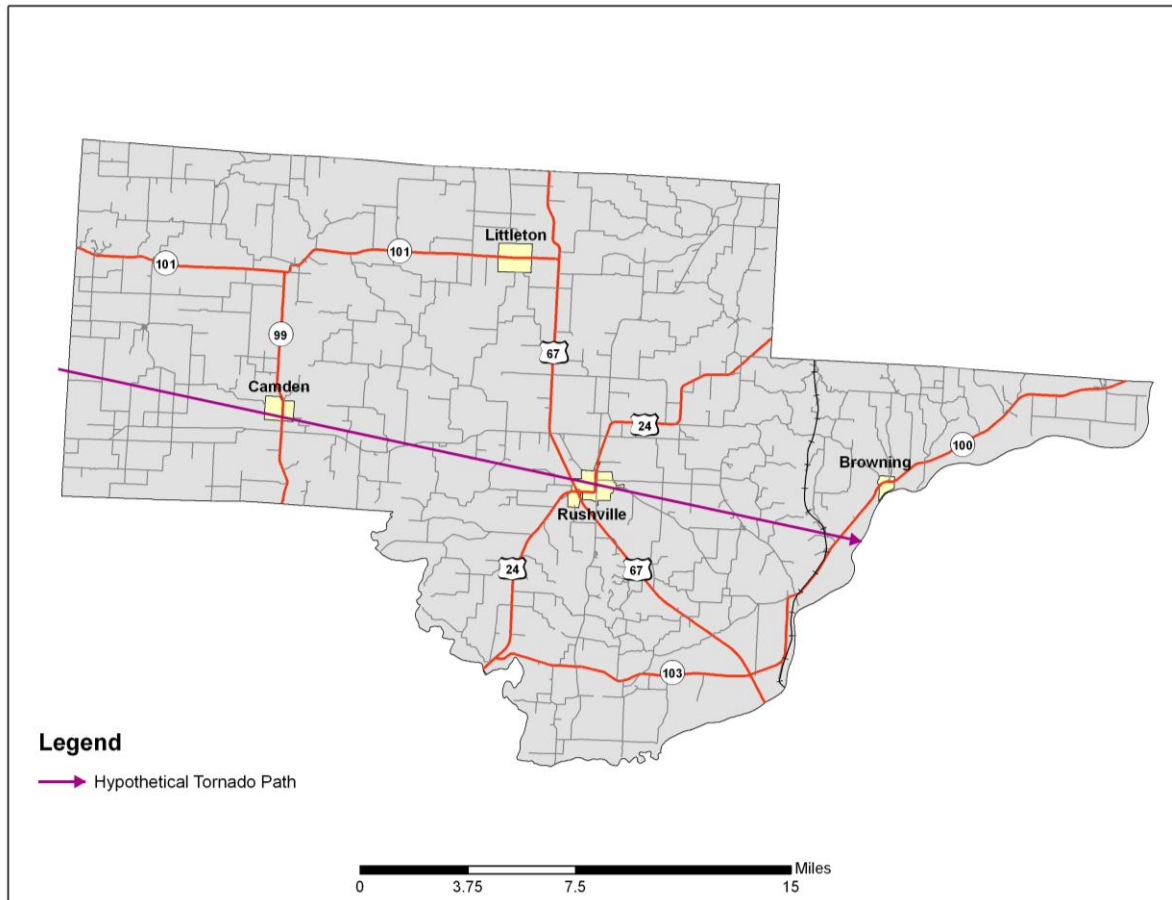 Littleton
101
101
99
67
Camden
24
100
Browning
Rushville
24
67
103
Legend
Hypothetical Tornado Path
Miles
0 3.75 7.5 15